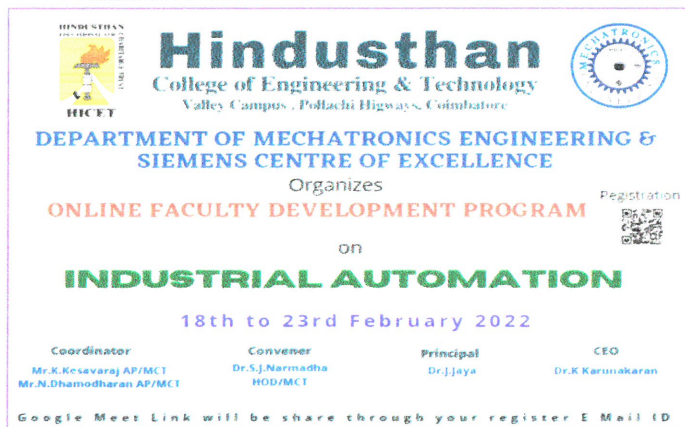 HINDUSTHAN
HICET
Hindusthan
College of Engineering & Technology
Valley Campus , Pollachi Higways, Coimbatore
MECHATRONICS
DEPARTMENT OF MECHATRONICS ENGINEERING &
SIEMENS CENTRE OF EXCELLENCE
Organizes
ONLINE FACULTY DEVELOPMENT PROGRAM
Registration
on
INDUSTRIAL AUTOMATION
18th to 23rd February 2022
Coordinator
Mr.K.Kesavaraj AP/MCT
Mr.N.Dhamodharan AP/MCT
Convener
Dr.S.J.Narmadha
HOD/MCT
Principal
Dr.J.Jaya
CEO
Dr.K Karunakaran
Google Meet Link will be share through your register E Mail ID